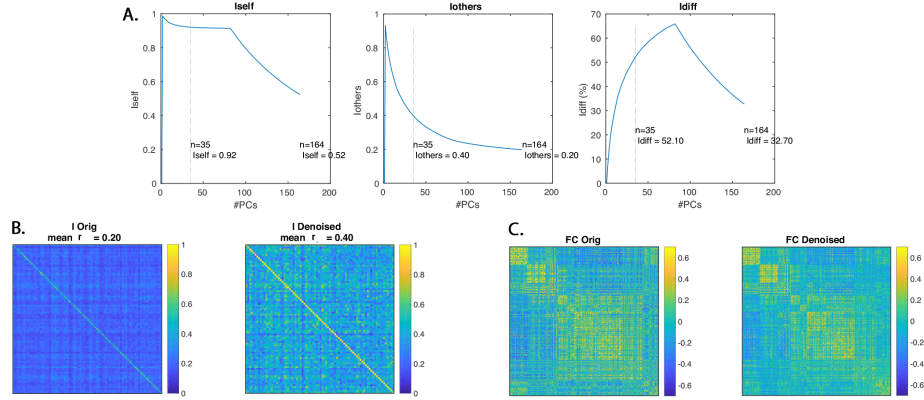 A.
Iself
Iself
1
0.8
0.6
0.4
0.2
0
0
50
100
150
200
#PCs
n=35
Iself = 0.92
n=164
Iself = 0.52
Iothers
Iothers
1
0.8
0.6
0.4
0.2
0
0
50
100
150
200
#PCs
n=35
Iothers = 0.40
n=164
Iothers = 0.20
Idiff
Idiff (%)
70
60
50
40
30
20
10
0
0
50
100
150
200
#PCs
n=35
Idiff = 52.10
n=164
Idiff = 32.70
B.
I Orig
mean r = 0.20
1
0.8
0.6
0.4
0.2
0
I Denoised
mean r = 0.40
1
0.8
0.6
0.4
0.2
0
C.
FC Orig
0.6
0.4
0.2
0
-0.2
-0.4
-0.6
FC Denoised
0.6
0.4
0.2
0
-0.2
-0.4
-0.6